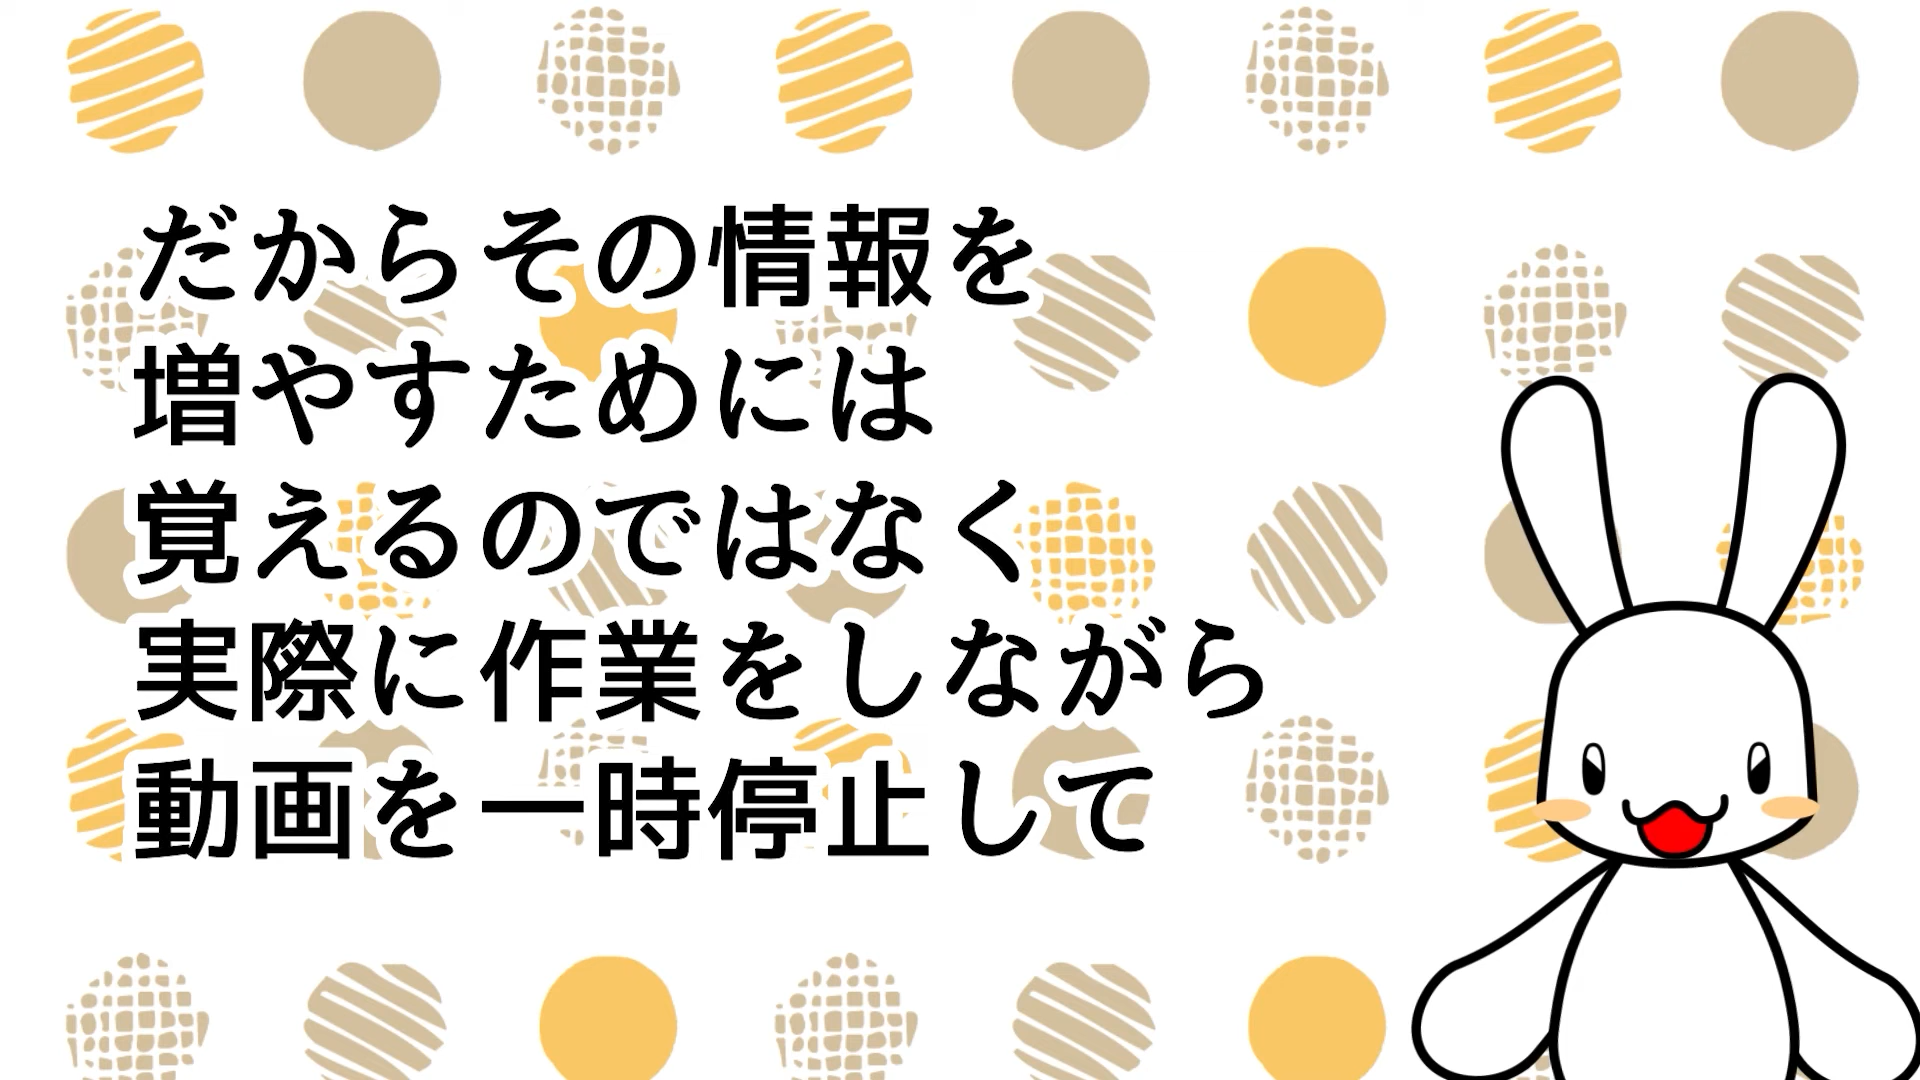 だからその情報を
増やすためには
覚えるのではなく
実際に作業をしながら
動画を一時停止して